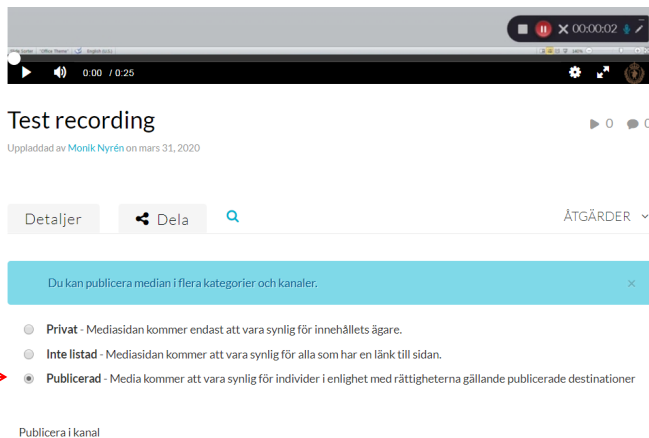 00:00:02
"Office Theme"
English (U.S.)
0:00 / 0:25
Test recording
0
0
Uppladdad av Monik Nyrén on mars 31, 2020
Detaljer
Dela
ÅTGÄRDER
Du kan publicera median i flera kategorier och kanaler.
×
Privat - Mediasidan kommer endast att vara synlig för innehållets ägare.
Inte listad - Mediasidan kommer att vara synlig för alla som har en länk till sidan.
Publicerad - Media kommer att vara synlig för individer i enlighet med rättigheterna gällande publicerade destinationer
Publicera i kanal